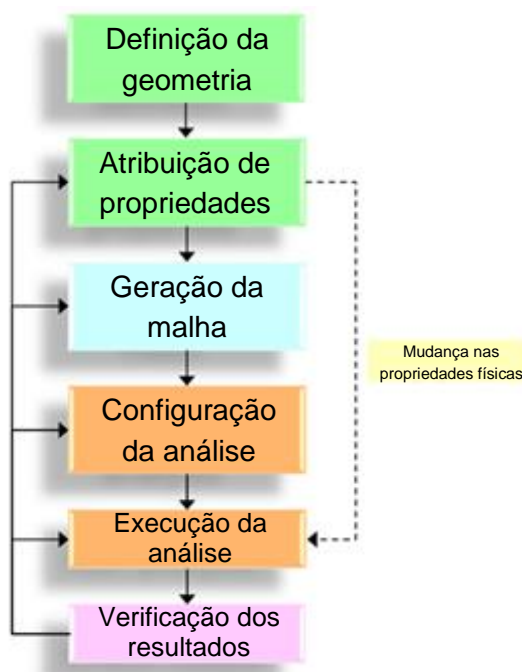 Definição da
geometria
Atribuição de
propriedades
Geração da
malha
Mudança nas
propriedades físicas
Configuração
da análise
Execução da
análise
Verificação dos
resultados